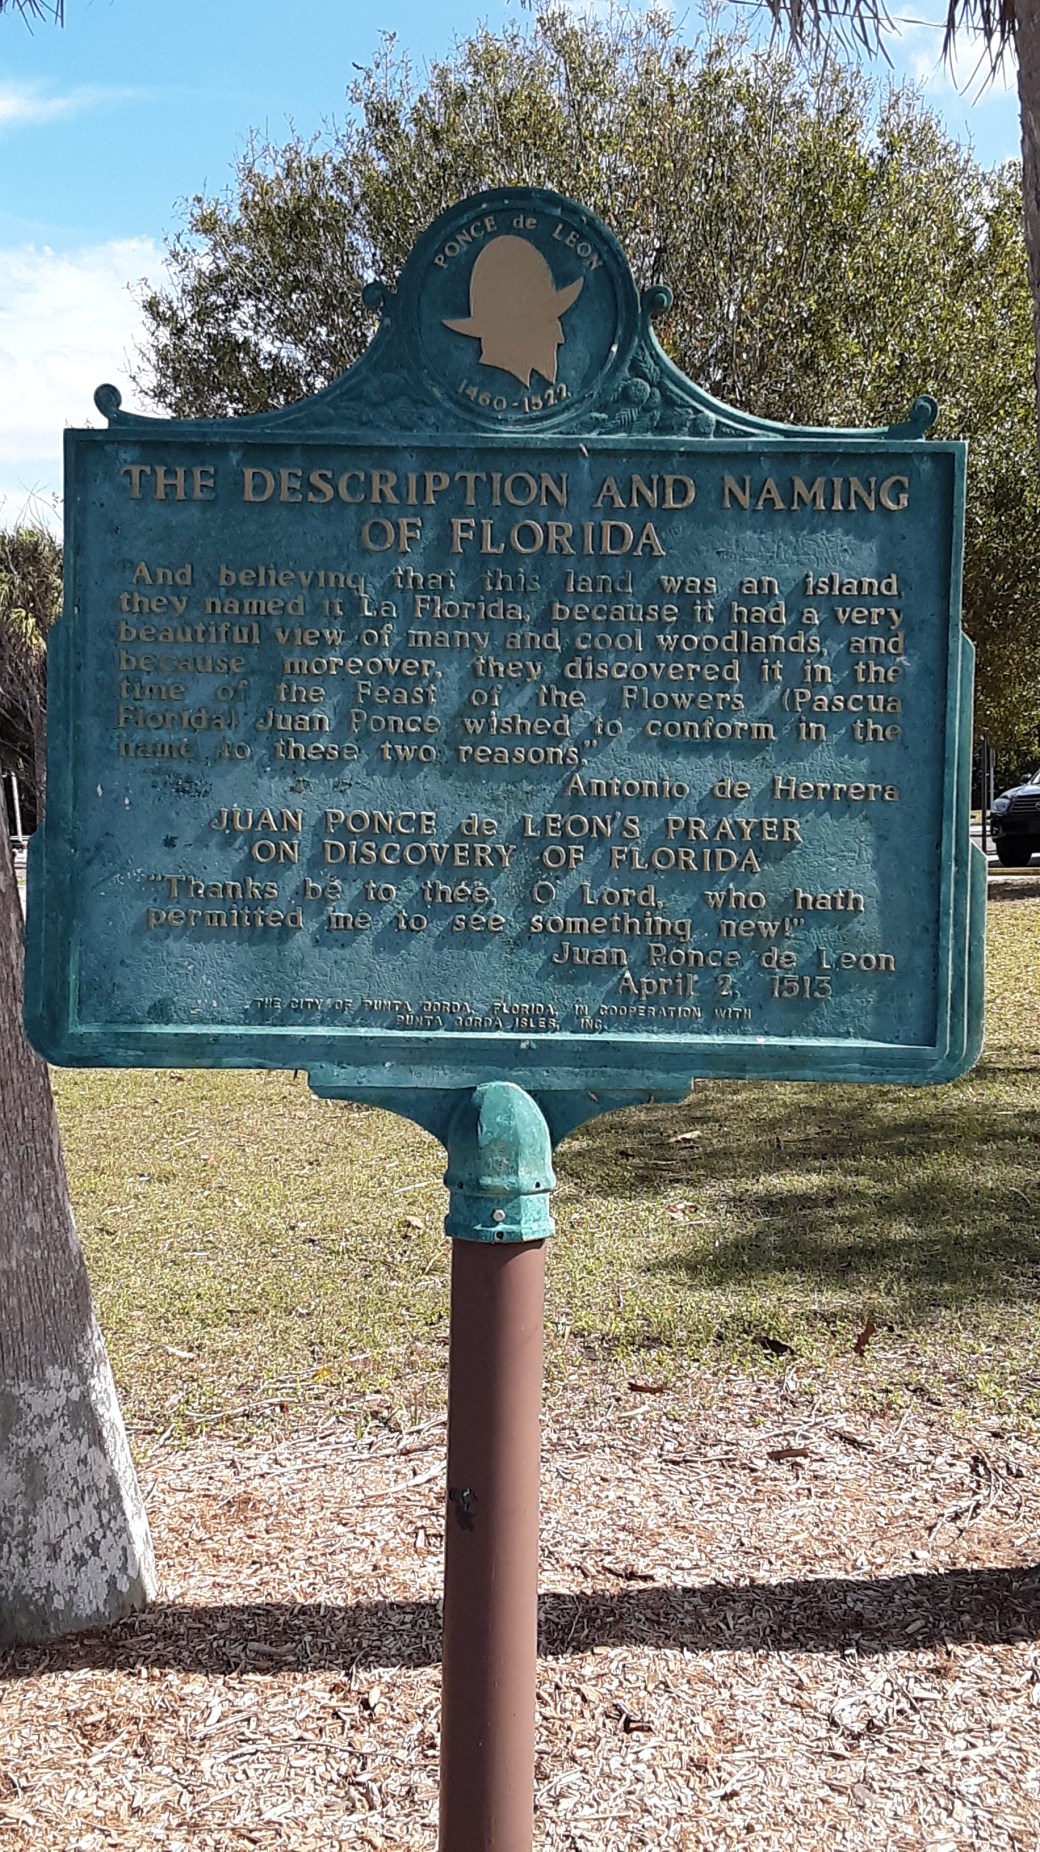 PONCE de LEON
1460-1522
THE DESCRIPTION AND NAMING
OF FLORIDA
"And believing that this land was an island,
they named it La Florida, because it had a very
beautiful view of many and cool woodlands, and
because moreover, they discovered it in the
time of the Feast of the Flowers (Pascua
Florida) Juan Ponce wished to conform in the
name to these two reasons."
Antonio de Herrera
JUAN PONCE de LEON'S PRAYER
ON DISCOVERY OF FLORIDA
"Thanks be to thee, O Lord, who hath
permitted me to see something new!"
Juan Ponce de Leon
April 2, 1513
THE CITY OF PUNTA GORDA, FLORIDA, IN COOPERATION WITH
PUNTA GORDA ISLES, INC.